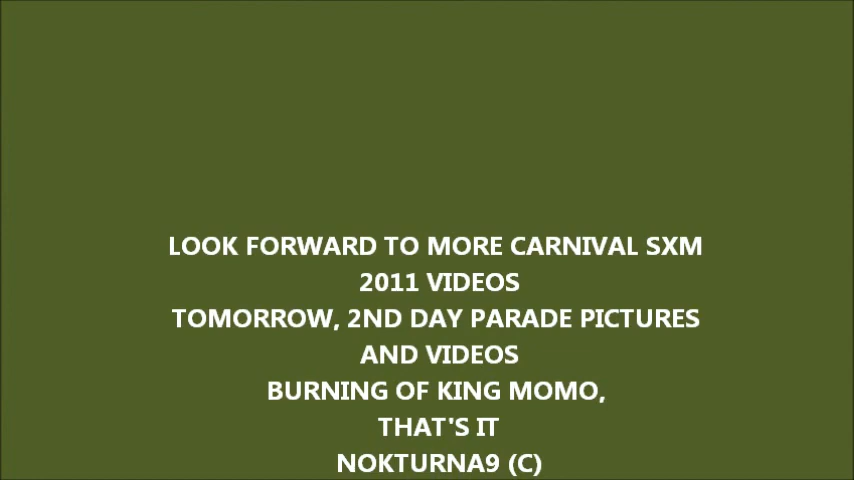 LOOK FORWARD TO MORE CARNIVAL SXM
2011 VIDEOS
TOMORROW, 2ND DAY PARADE PICTURES
AND VIDEOS
BURNING OF KING MOMO,
THAT'S IT
NOKTURNA9 (C)